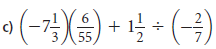 c) (-7 1/3)(6/55) + 1 1/2 ÷ (-2/7)